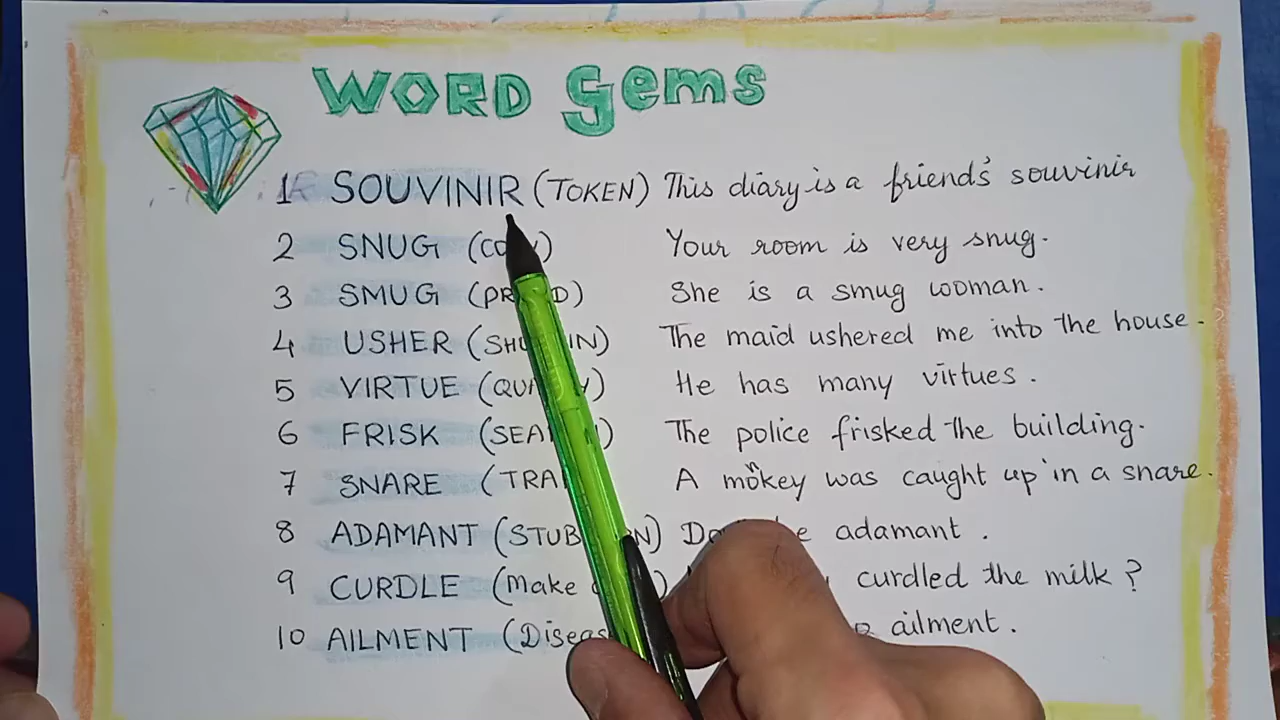 WORD Gems
1 SOUVINIR (TOKEN) This diary is a friend's souvinir
2 SNUG Your room is very snug.
3 SMUG She is a smug woman.
4 USHER IN) The maid ushered me into the house.
5 VIRTUE He has many virtues.
6 FRISK The police frisked the building.
7 SNARE A monkey was caught up in a snare.
8 ADAMANT adamant.
9 CURDLE (Make curdled the milk?
10 AILMENT ailment.